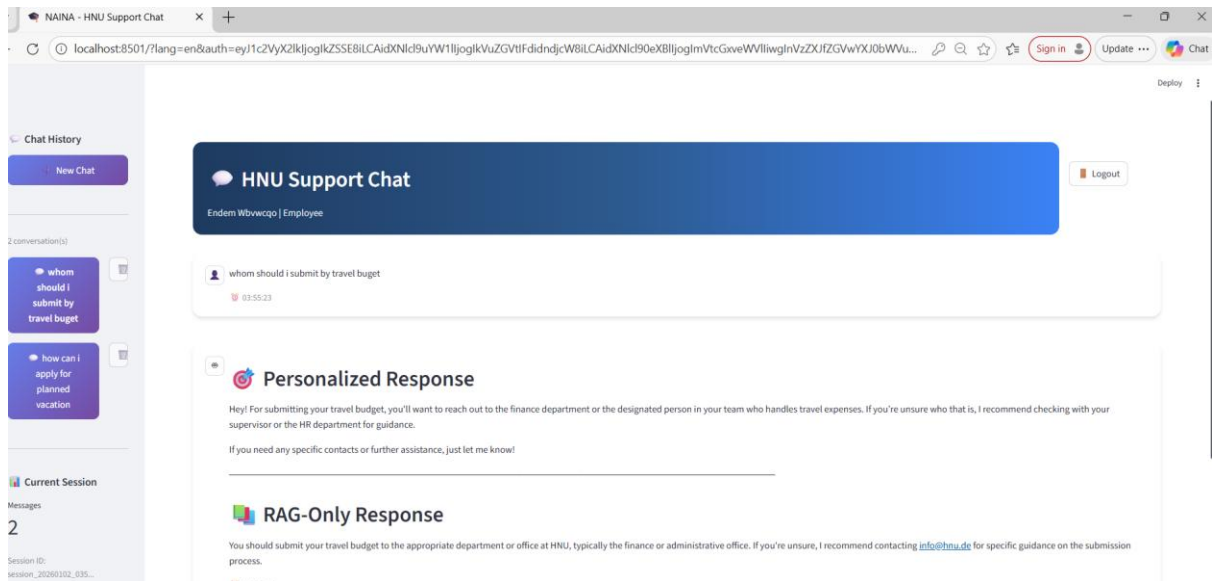 NAINA - HNU Support Chat
Sign in
Update
Chat
Deploy
Chat History
New Chat
2 conversation(s)
whom
should i
submit by
travel buget
how can i
apply for
planned
vacation
Current Session
Messages
2
Session ID:
session_20260102_035...
HNU Support Chat
Endem Wbvwcqo | Employee
Logout
whom should i submit by travel buget
03:55:23
Personalized Response
Hey! For submitting your travel budget, you'll want to reach out to the finance department or the designated person in your team who handles travel expenses. If you're unsure who that is, I recommend checking with your
supervisor or the HR department for guidance.
If you need any specific contacts or further assistance, just let me know!
RAG-Only Response
You should submit your travel budget to the appropriate department or office at HNU, typically the finance or administrative office. If you're unsure, I recommend contacting info@hnu.de for specific guidance on the submission
process.